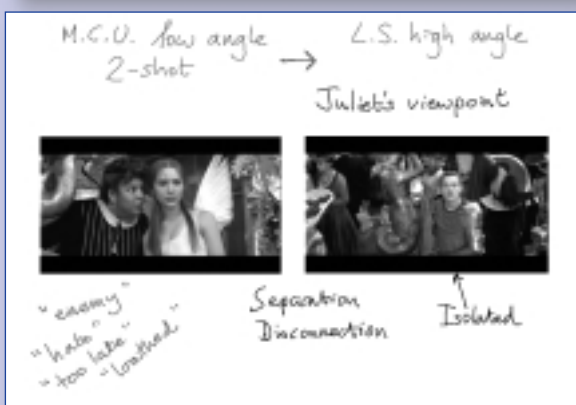 M.C.U. low angle
2-shot
→
L.S. high angle
Juliet's viewpoint
"enemy"
"hate"
"too late"
"loathed"
Separation
Disconnection
Isolated